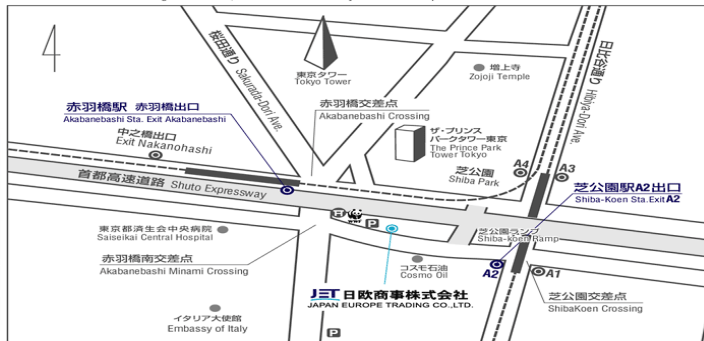 桜田通り Sakurada-Dori Ave.
東京タワー
Tokyo Tower
増上寺
Zojoji Temple
日比谷通り Hibiya-Dori Ave.
赤羽橋駅 赤羽橋出口
Akabanebashi Sta. Exit Akabanebashi
赤羽橋交差点
Akabanebashi Crossing
中之橋出口
Exit Nakanohashi
ザ・プリンス
パークタワー東京
The Prince Park
Tower Tokyo
芝公園
Shiba Park
A4
A3
首都高速道路 Shuto Expressway
芝公園駅A2出口
Shiba-Koen Sta.Exit A2
H
WWF
P
東京都済生会中央病院
Saiseikai Central Hospital
芝公園ランプ
Shiba-koen Ramp
赤羽橋南交差点
Akabanebashi Minami Crossing
コスモ石油
Cosmo Oil
A2
A1
JET 日欧商事株式会社
JAPAN EUROPE TRADING CO.,LTD.
芝公園交差点
ShibaKoen Crossing
イタリア大使館
Embassy of Italy
P